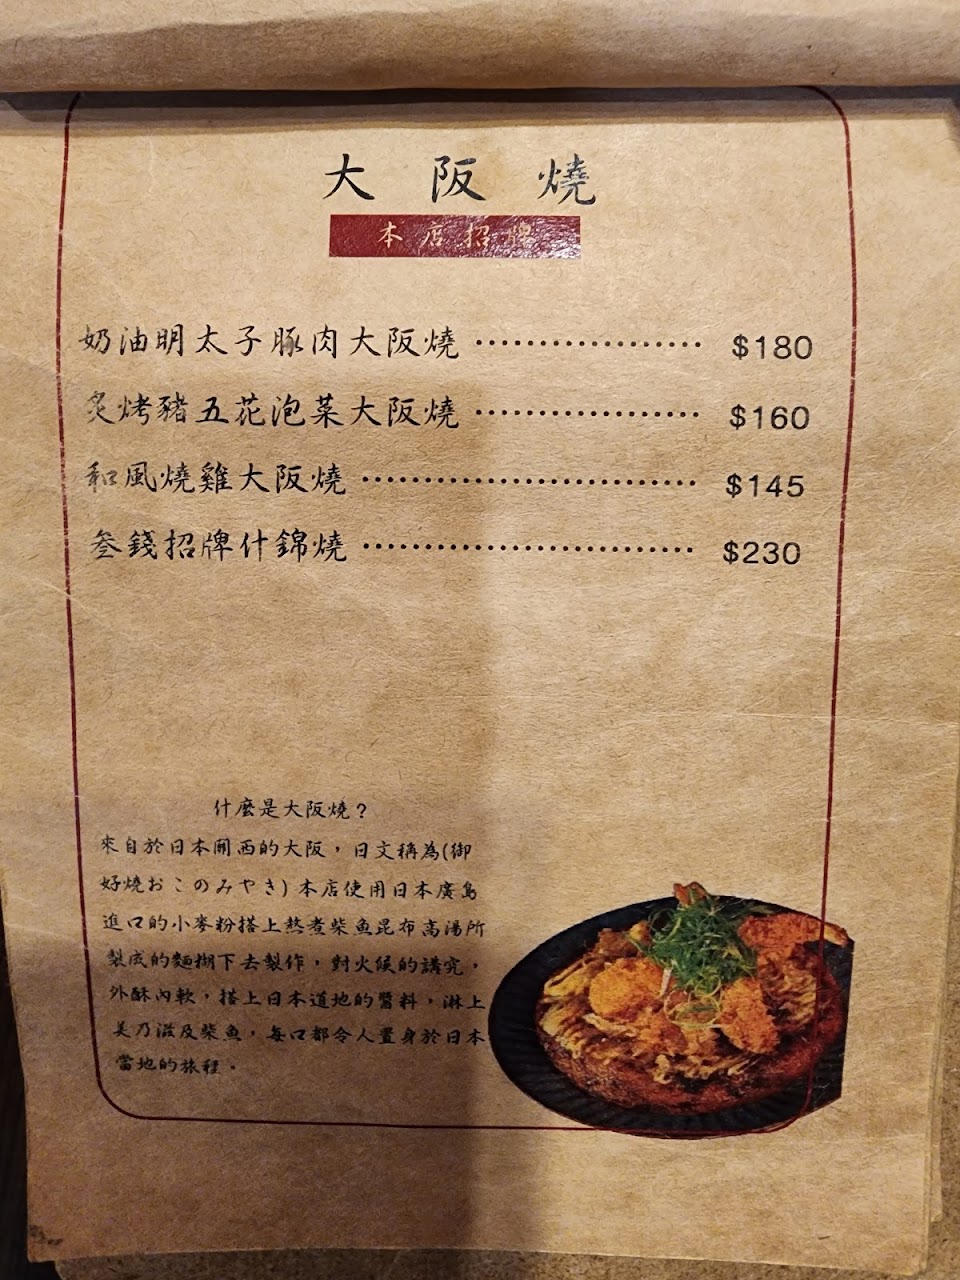 大阪燒
本店招牌
奶油明太子豚肉大阪燒 ⋯⋯⋯⋯⋯⋯ $180
炙烤豬五花泡菜大阪燒 ⋯⋯⋯⋯⋯⋯ $160
和風燒雞大阪燒 ⋯⋯⋯⋯⋯⋯⋯⋯⋯ $145
叁錢招牌什錦燒 ⋯⋯⋯⋯⋯⋯⋯⋯⋯ $230
什麼是大阪燒？
來自於日本關西的大阪，日文稱為(御
好燒おこのみやき)本店使用日本廣島
進口的小麥粉搭上熬煮柴魚昆布高湯所
製成的麵糊下去製作，對火候的講究，
外酥內軟，搭上日本道地的醬料，淋上
美乃滋及柴魚，每口都令人置身於日本
當地的旅程。